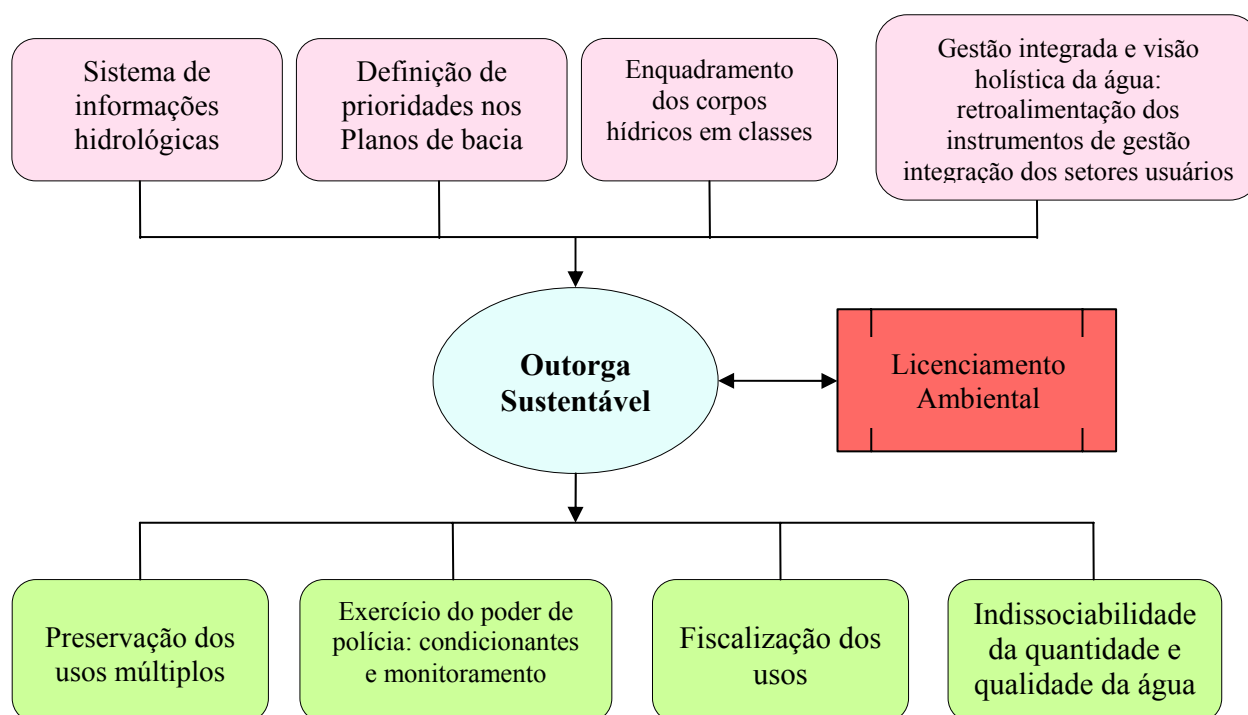 Sistema de
informações
hidrológicas
Definição de
prioridades nos
Planos de bacia
Enquadramento
dos corpos
hídricos em classes
Gestão integrada e visão
holística da água:
retroalimentação dos
instrumentos de gestão
integração dos setores usuários
Outorga
Sustentável
Licenciamento
Ambiental
Preservação dos
usos múltiplos
Exercício do poder de
polícia: condicionantes
e monitoramento
Fiscalização dos
usos
Indissociabilidade
da quantidade e
qualidade da água